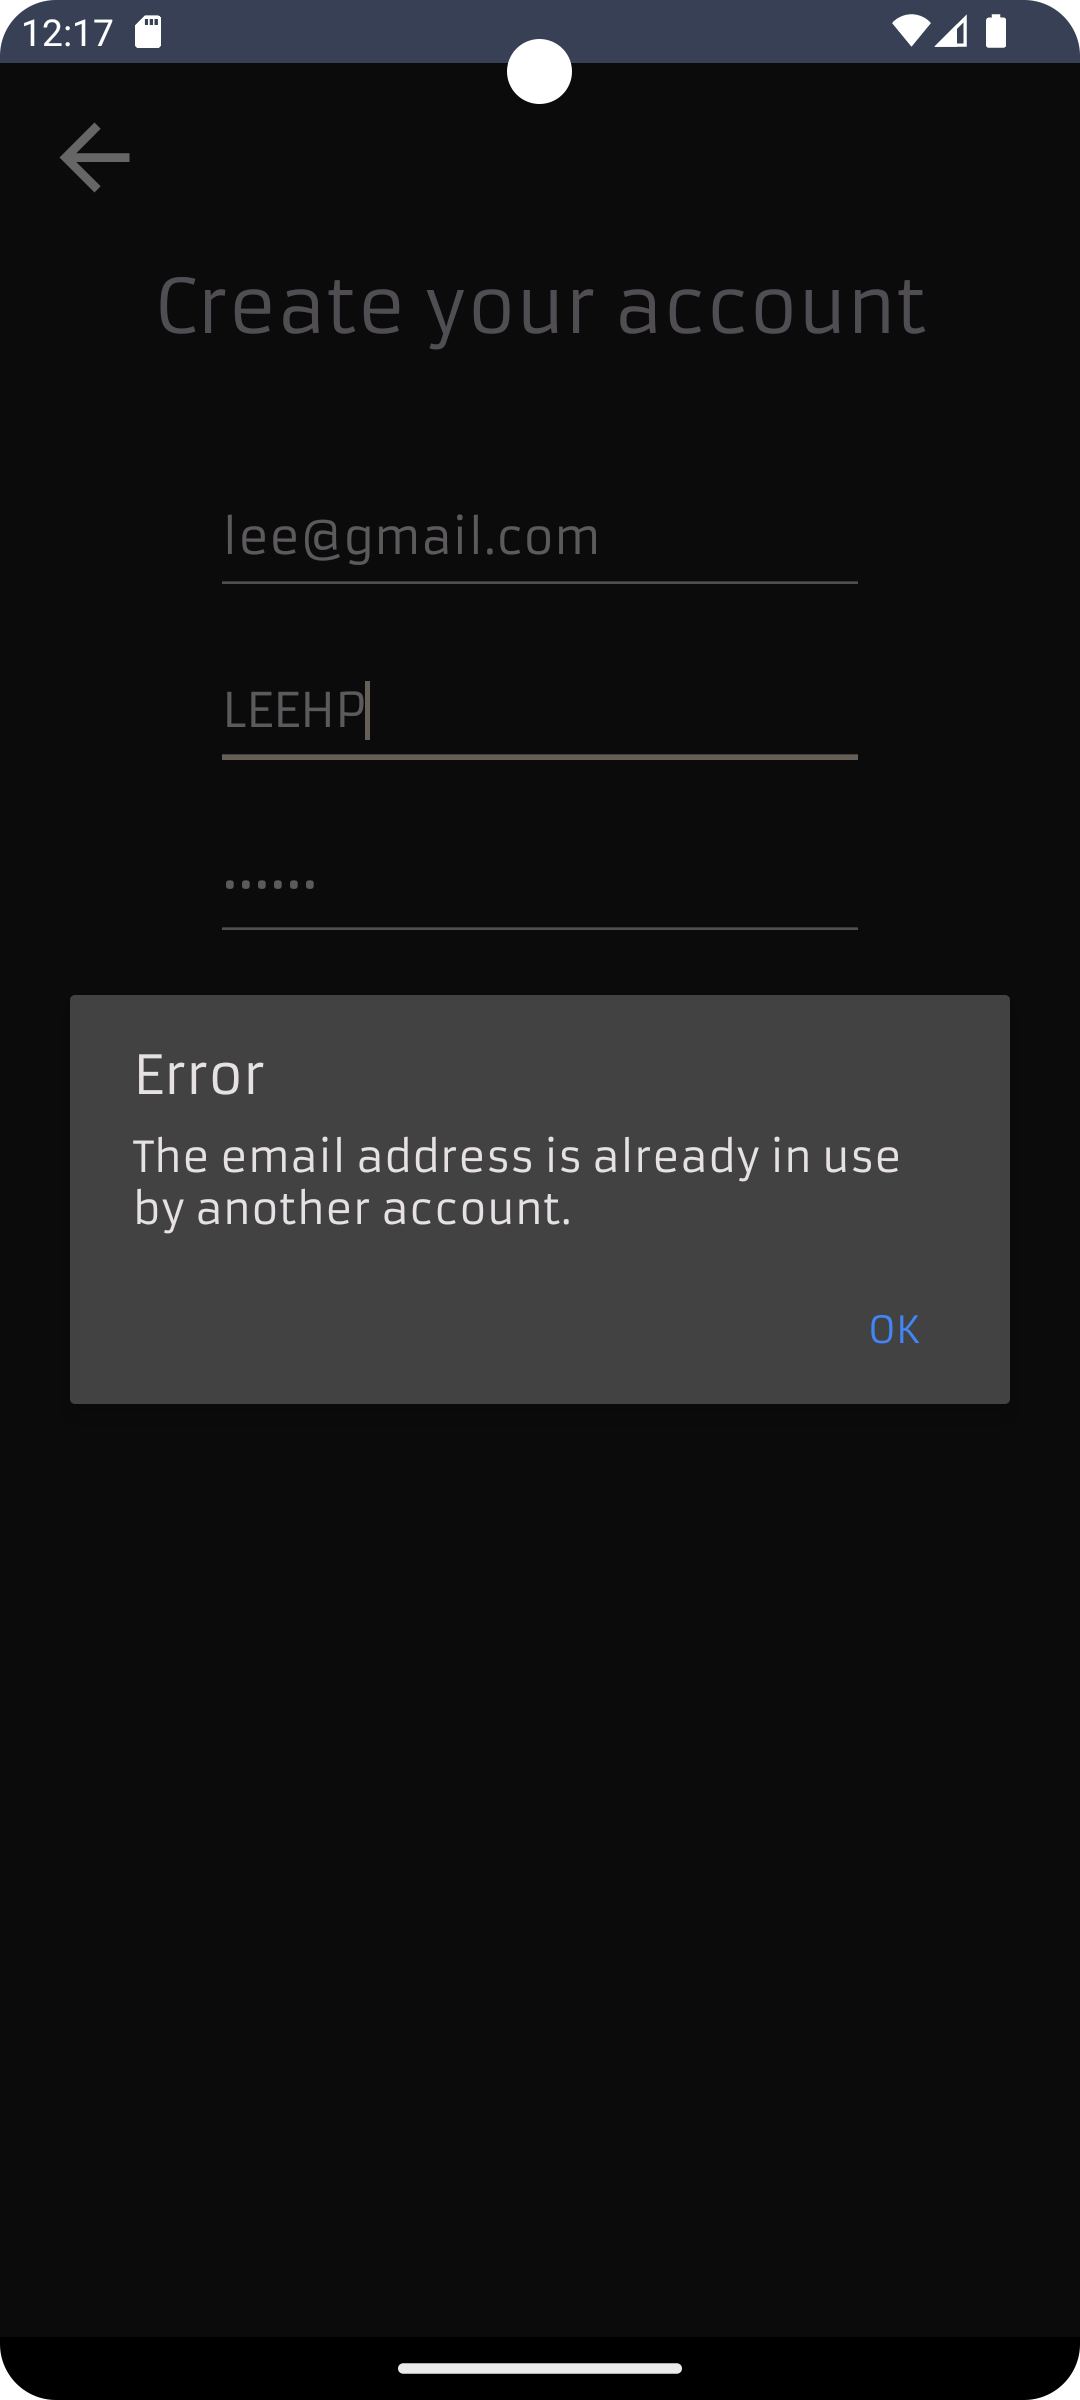 12:17
Create your account
lee@gmail.com
LEEHP
••••••
Error
The email address is already in use
by another account.
OK